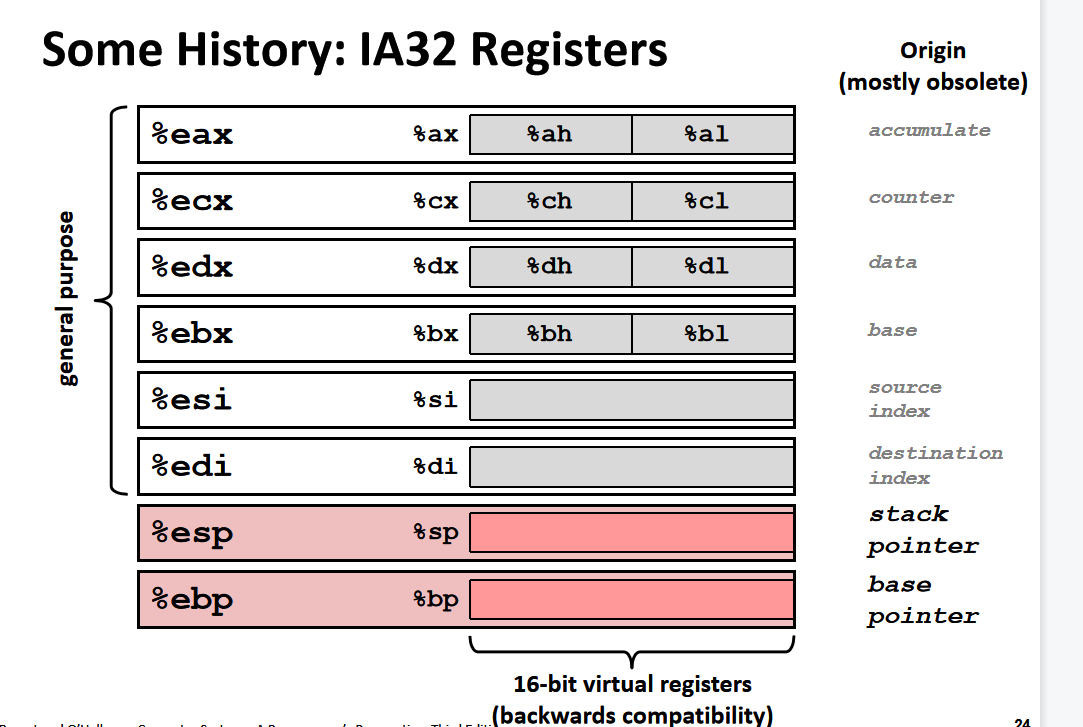 Some History: IA32 Registers
Origin
(mostly obsolete)
general purpose
%eax %ax %ah %al accumulate
%ecx %cx %ch %cl counter
%edx %dx %dh %dl data
%ebx %bx %bh %bl base
%esi %si source
index
%edi %di destination
index
%esp %sp stack
pointer
%ebp %bp base
pointer
16-bit virtual registers
(backwards compatibility)
24